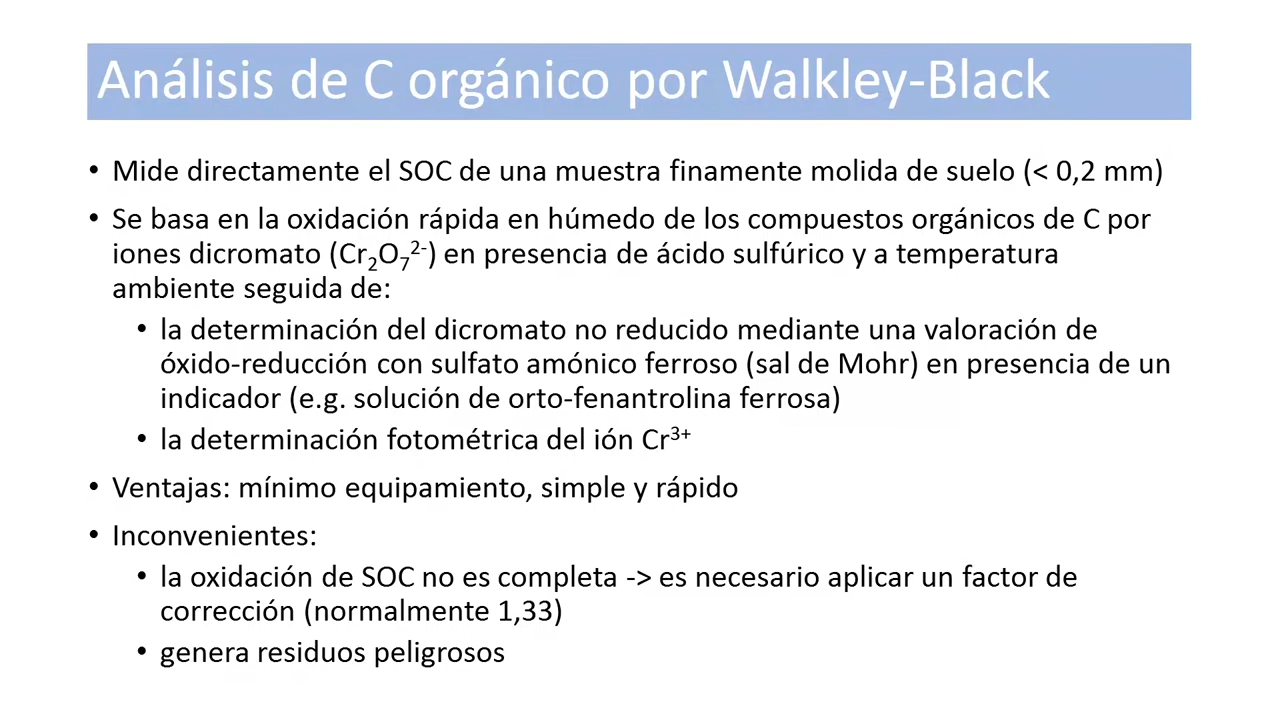 Análisis de C orgánico por Walkley-Black
• Mide directamente el SOC de una muestra finamente molida de suelo (< 0,2 mm)
• Se basa en la oxidación rápida en húmedo de los compuestos orgánicos de C por
iones dicromato (Cr₂O₇²⁻) en presencia de ácido sulfúrico y a temperatura
ambiente seguida de:
• la determinación del dicromato no reducido mediante una valoración de
óxido-reducción con sulfato amónico ferroso (sal de Mohr) en presencia de un
indicador (e.g. solución de orto-fenantrolina ferrosa)
• la determinación fotométrica del ión Cr³⁺
• Ventajas: mínimo equipamiento, simple y rápido
• Inconvenientes:
• la oxidación de SOC no es completa -> es necesario aplicar un factor de
corrección (normalmente 1,33)
• genera residuos peligrosos